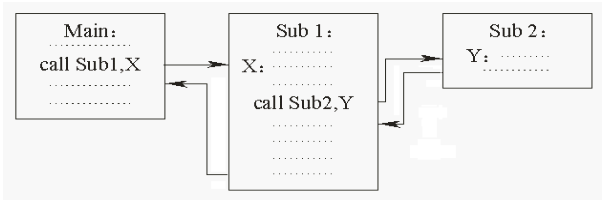 Main：
call Sub1,X
Sub 1：
X：
call Sub2,Y
Sub 2：
Y：